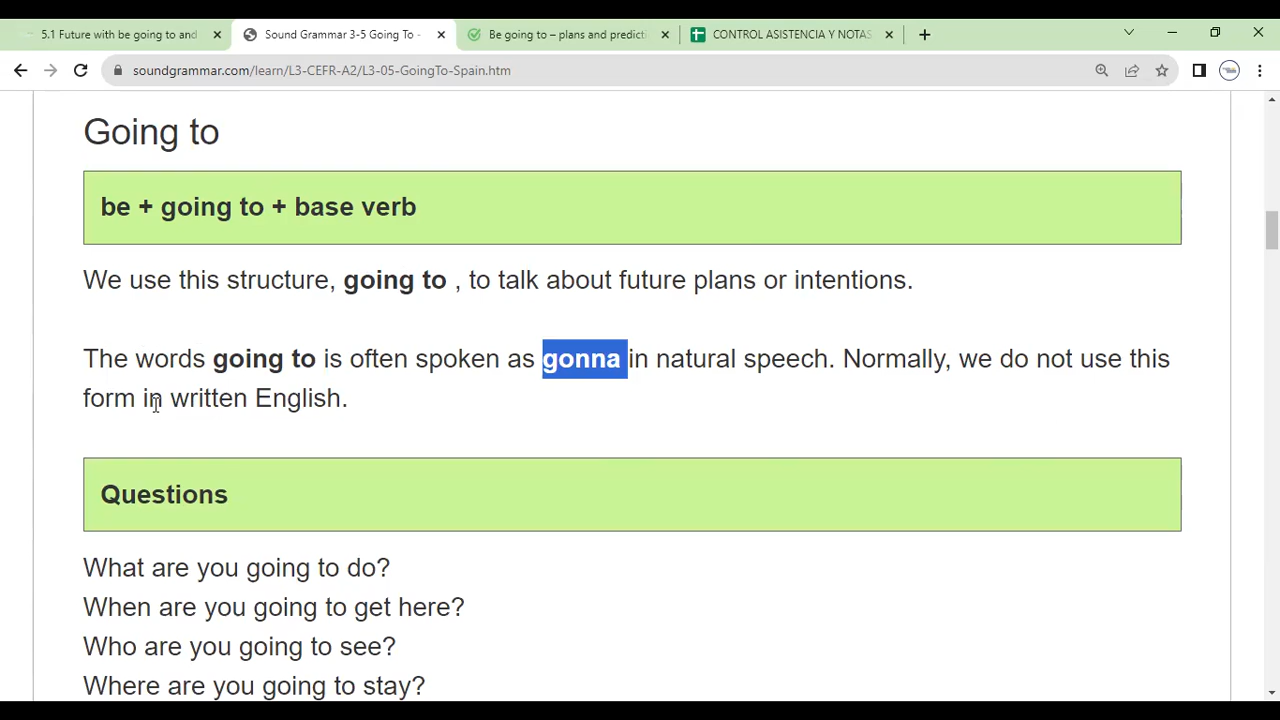 5.1 Future with be going to and
Sound Grammar 3-5 Going To -
Be going to – plans and predicti
CONTROL ASISTENCIA Y NOTAS
soundgrammar.com/learn/L3-CEFR-A2/L3-05-GoingTo-Spain.htm
Going to
be + going to + base verb
We use this structure, going to , to talk about future plans or intentions.
The words going to is often spoken as gonna in natural speech. Normally, we do not use this
form in written English.
Questions
What are you going to do?
When are you going to get here?
Who are you going to see?
Where are you going to stay?